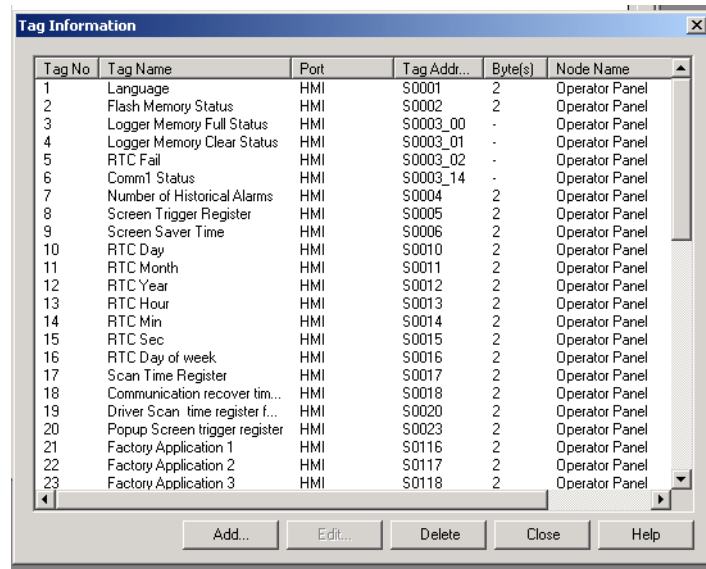 Tag Information
Tag No Tag Name Port Tag Addr... Byte(s) Node Name
1 Language HMI S0001 2 Operator Panel
2 Flash Memory Status HMI S0002 2 Operator Panel
3 Logger Memory Full Status HMI S0003_00 - Operator Panel
4 Logger Memory Clear Status HMI S0003_01 - Operator Panel
5 RTC Fail HMI S0003_02 - Operator Panel
6 Comm1 Status HMI S0003_14 - Operator Panel
7 Number of Historical Alarms HMI S0004 2 Operator Panel
8 Screen Trigger Register HMI S0005 2 Operator Panel
9 Screen Saver Time HMI S0006 2 Operator Panel
10 RTC Day HMI S0010 2 Operator Panel
11 RTC Month HMI S0011 2 Operator Panel
12 RTC Year HMI S0012 2 Operator Panel
13 RTC Hour HMI S0013 2 Operator Panel
14 RTC Min HMI S0014 2 Operator Panel
15 RTC Sec HMI S0015 2 Operator Panel
16 RTC Day of week HMI S0016 2 Operator Panel
17 Scan Time Register HMI S0017 2 Operator Panel
18 Communication recover tim... HMI S0018 2 Operator Panel
19 Driver Scan time register f... HMI S0020 2 Operator Panel
20 Popup Screen trigger register HMI S0023 2 Operator Panel
21 Factory Application 1 HMI S0116 2 Operator Panel
22 Factory Application 2 HMI S0117 2 Operator Panel
23 Factory Application 3 HMI S0118 2 Operator Panel
Add... Edit... Delete Close Help